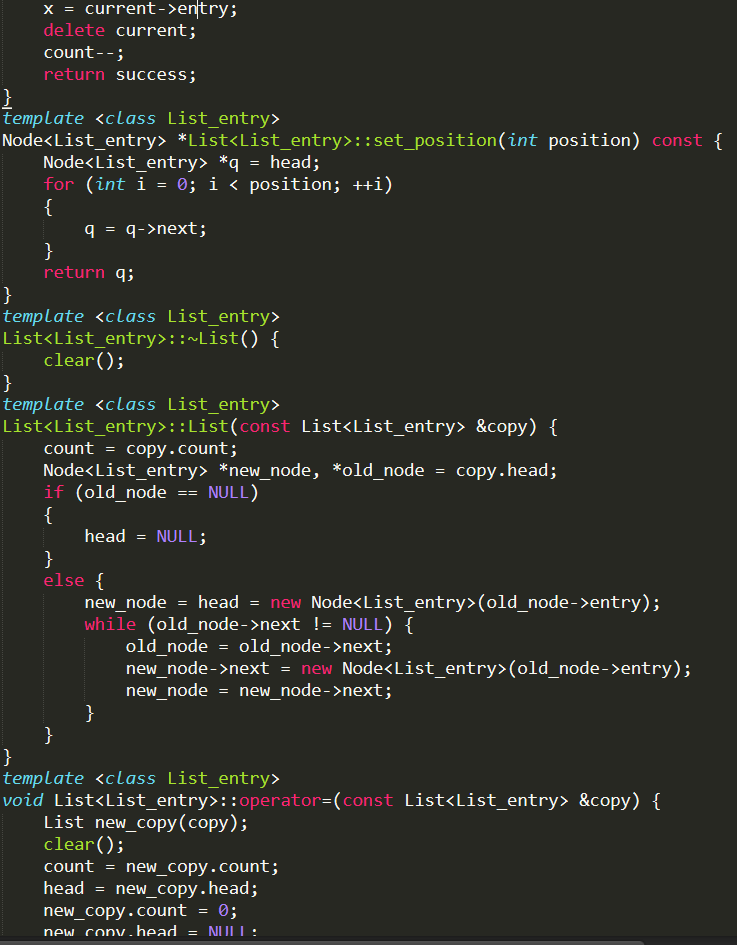 x = current->entry;
    delete current;
    count--;
    return success;
}
template <class List_entry>
Node<List_entry> *List<List_entry>::set_position(int position) const {
    Node<List_entry> *q = head;
    for (int i = 0; i < position; ++i)
    {
        q = q->next;
    }
    return q;
}
template <class List_entry>
List<List_entry>::~List() {
    clear();
}
template <class List_entry>
List<List_entry>::List(const List<List_entry> &copy) {
    count = copy.count;
    Node<List_entry> *new_node, *old_node = copy.head;
    if (old_node == NULL)
    {
        head = NULL;
    }
    else {
        new_node = head = new Node<List_entry>(old_node->entry);
        while (old_node->next != NULL) {
            old_node = old_node->next;
            new_node->next = new Node<List_entry>(old_node->entry);
            new_node = new_node->next;
        }
    }
}
template <class List_entry>
void List<List_entry>::operator=(const List<List_entry> &copy) {
    List new_copy(copy);
    clear();
    count = new_copy.count;
    head = new_copy.head;
    new_copy.count = 0;
    new_copy.head = NULL;